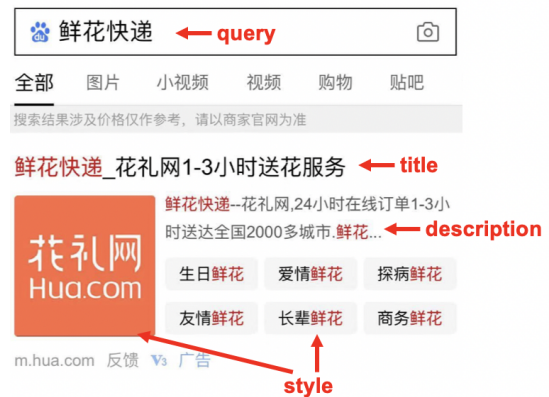 鲜花快递
query
全部 图片 小视频 视频 购物 贴吧
搜索结果涉及价格仅作参考，请以商家官网为准
鲜花快递_花礼网1-3小时送花服务
title
花礼网
Hua.com
鲜花快递--花礼网,24小时在线订单1-3小
时送达全国2000多城市.鲜花...
description
生日鲜花 爱情鲜花 探病鲜花
友情鲜花 长辈鲜花 商务鲜花
m.hua.com 反馈 V3 广告
style